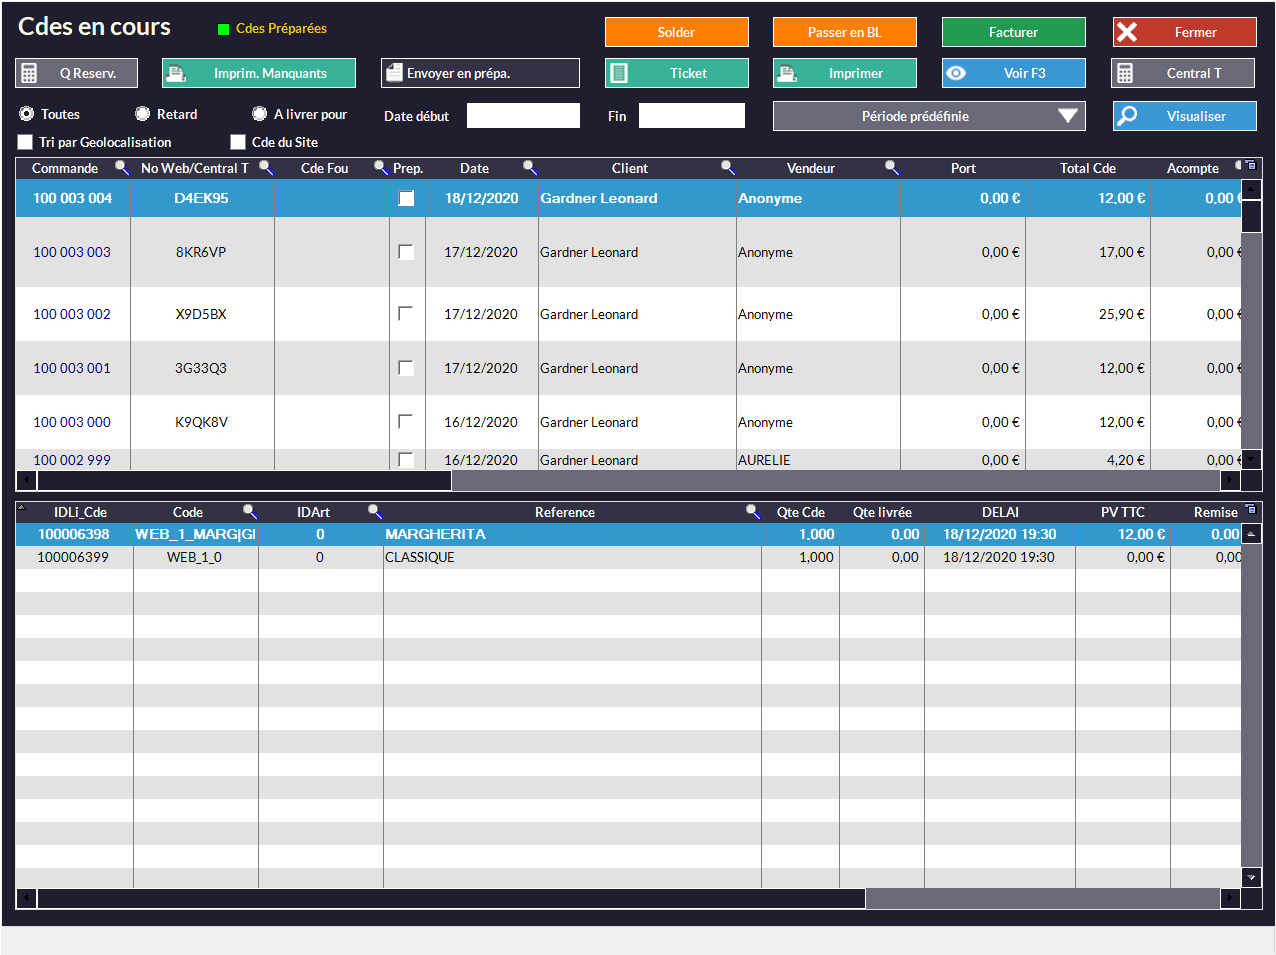 Cdes en cours
Cdes Préparées
Solder
Passer en BL
Facturer
Fermer
Q Reserv.
Imprim. Manquants
Envoyer en prépa.
Ticket
Imprimer
Voir F3
Central T
Toutes
Retard
A livrer pour
Date début
Fin
Période prédéfinie
Visualiser
Tri par Geolocalisation
Cde du Site
Commande No Web/Central T Cde Fou Prep. Date Client Vendeur Port Total Cde Acompte
100 003 004 D4EK95 18/12/2020 Gardner Leonard Anonyme 0.00 € 12.00 € 0.00 €
100 003 003 8KR6VP 17/12/2020 Gardner Leonard Anonyme 0,00 € 17,00 € 0,00 €
100 003 002 X9D5BX 17/12/2020 Gardner Leonard Anonyme 0,00 € 25,90 € 0,00 €
100 003 001 3G33Q3 17/12/2020 Gardner Leonard Anonyme 0,00 € 12,00 € 0,00 €
100 003 000 K9QK8V 16/12/2020 Gardner Leonard Anonyme 0,00 € 12,00 € 0,00 €
100 002 999 16/12/2020 Gardner Leonard AURELIE 0,00 € 4,20 € 0,00 €
IDLi_Cde Code IDArt Reference Qte Cde Qte livrée DELAI PV TTC Remise
100006398 WEB_1_MARG|GI 0 MARGHERITA 1.000 0.00 18/12/2020 19:30 12.00 € 0.00
100006399 WEB_1_0 0 CLASSIQUE 1,000 0,00 18/12/2020 19:30 0,00 € 0,00